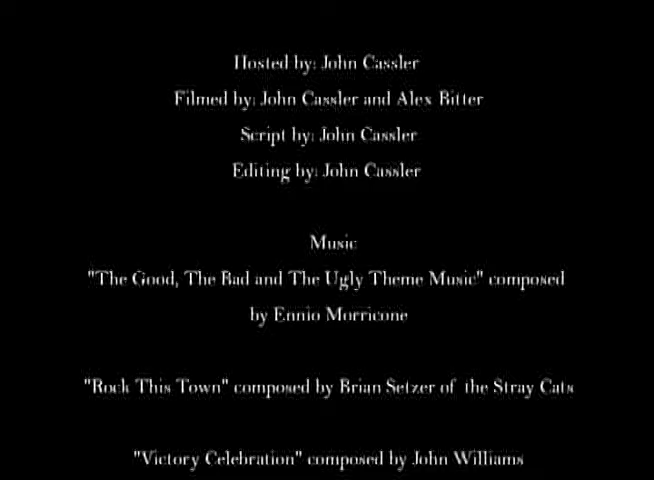 Hosted by: John Cassler
Filmed by: John Cassler and Alex Bitter
Script by: John Cassler
Editing by: John Cassler
Music
"The Good, The Bad and The Ugly Theme Music" composed
by Ennio Morricone
"Rock This Town" composed by Brian Setzer of the Stray Cats
"Victory Celebration" composed by John Williams